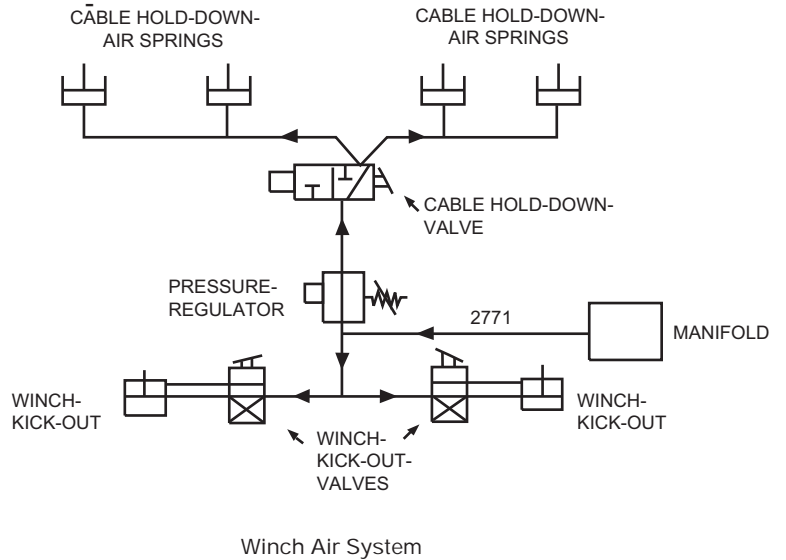 CABLE HOLD-DOWN-
AIR SPRINGS
CABLE HOLD-DOWN-
AIR SPRINGS
CABLE HOLD-DOWN-
VALVE
PRESSURE-
REGULATOR
2771
MANIFOLD
WINCH-
KICK-OUT
WINCH-
KICK-OUT-
VALVES
WINCH-
KICK-OUT
Winch Air System